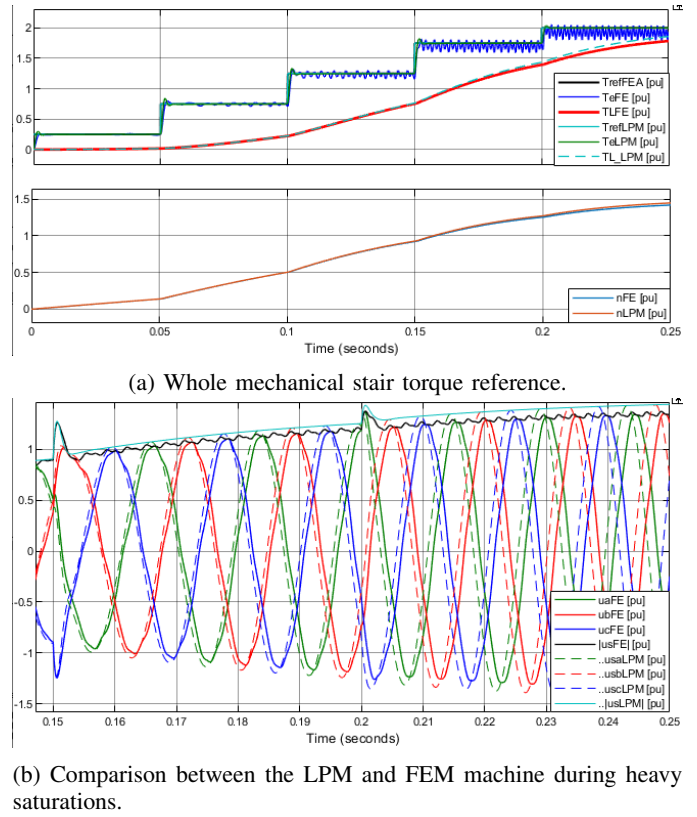 2
1.5
1
0.5
0
TrefFEA [pu]
TeFE [pu]
TLFE [pu]
TrefLPM [pu]
TeLPM [pu]
TL_LPM [pu]
1.5
1
0.5
0
nFE [pu]
nLPM [pu]
0 0.05 0.1 0.15 0.2 0.25
Time (seconds)
(a) Whole mechanical stair torque reference.
1
0.5
0
-0.5
-1
-1.5
uaFE [pu]
ubFE [pu]
ucFE [pu]
|usFE| [pu]
..usaLPM [pu]
..usbLPM [pu]
..uscLPM [pu]
..|usLPM| [pu]
0.15 0.16 0.17 0.18 0.19 0.2 0.21 0.22 0.23 0.24 0.25
Time (seconds)
(b) Comparison between the LPM and FEM machine during heavy
saturations.